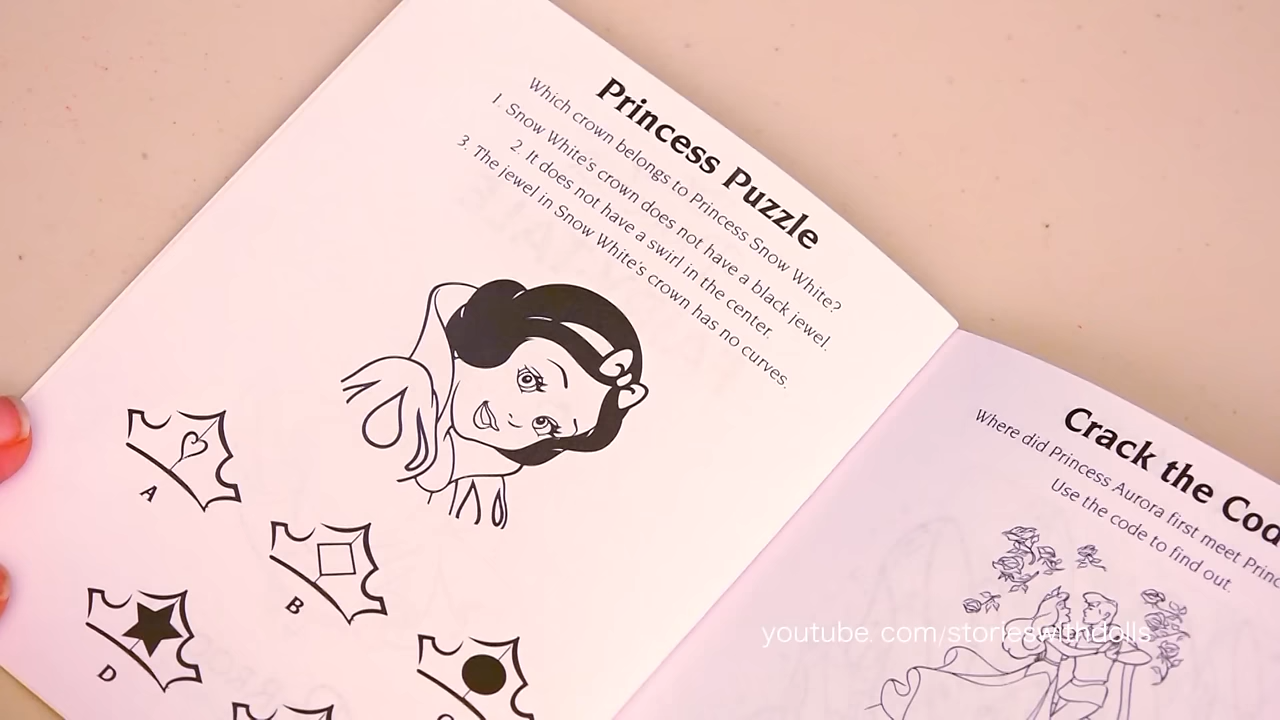 Princess Puzzle
Which crown belongs to Princess Snow White?
1. Snow White's crown does not have a black jewel.
2. It does not have a swirl in the center.
3. The jewel in Snow White's crown has no curves.
A
B
D
Crack the
Where did Princess Aurora first meet
Use the code to find out.
youtube.com/storieswithdolls